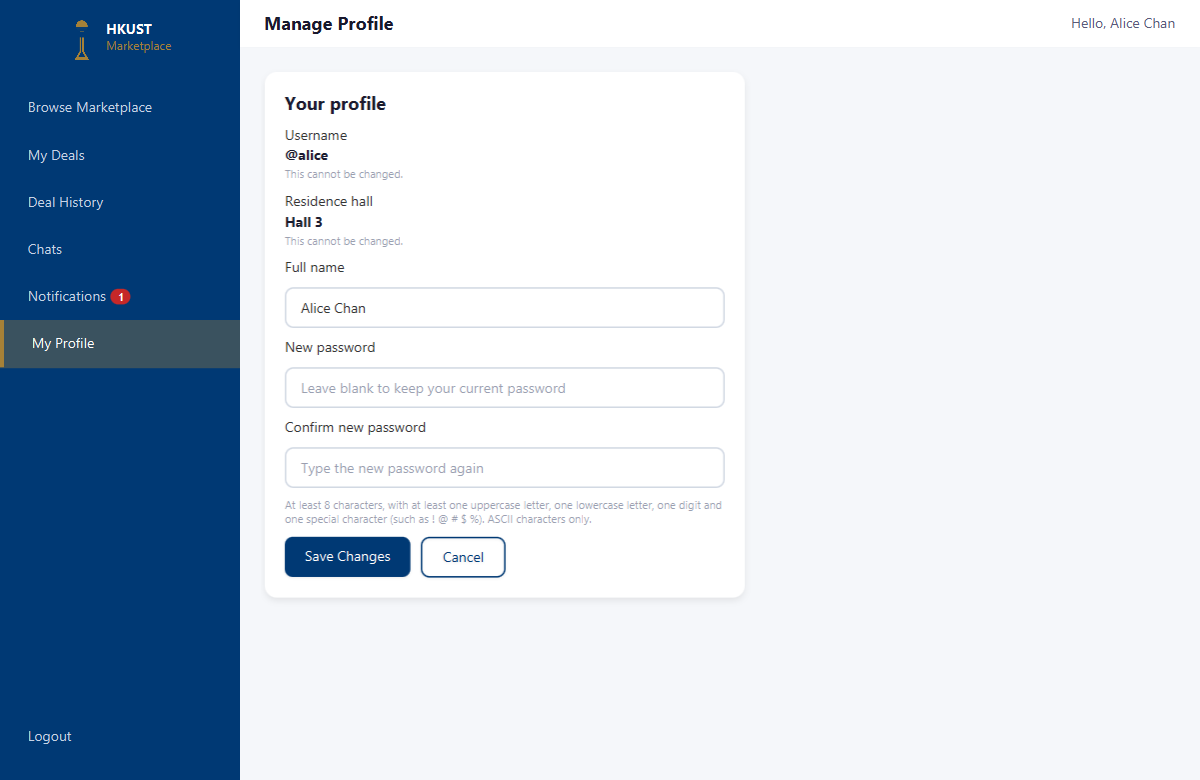 HKUST
Marketplace
Browse Marketplace
My Deals
Deal History
Chats
Notifications 1
My Profile
Logout
Manage Profile
Hello, Alice Chan
Your profile
Username
@alice
This cannot be changed.
Residence hall
Hall 3
This cannot be changed.
Full name
Alice Chan
New password
Leave blank to keep your current password
Confirm new password
Type the new password again
At least 8 characters, with at least one uppercase letter, one lowercase letter, one digit and
one special character (such as ! @ # $ %). ASCII characters only.
Save Changes
Cancel